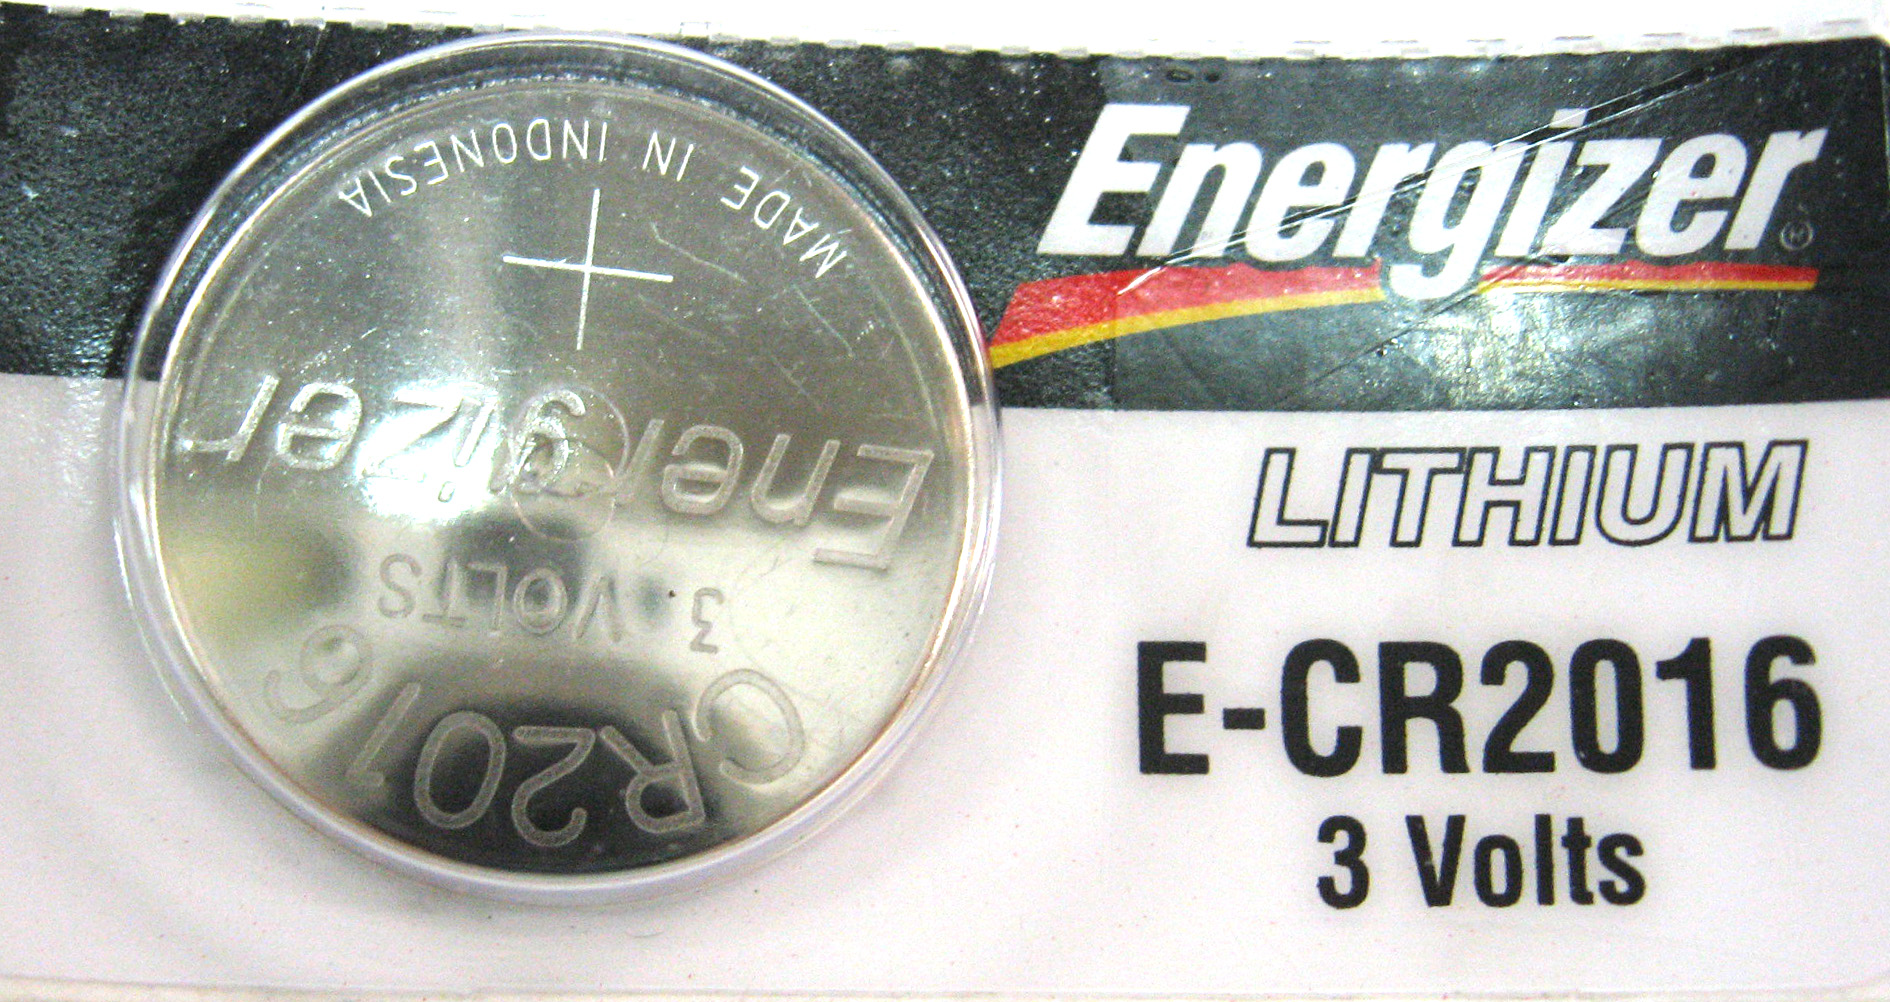 MADE IN INDONESIA
+
Energizer
3 VOLTS
CR2016
Energizer
LITHIUM
E-CR2016
3 Volts